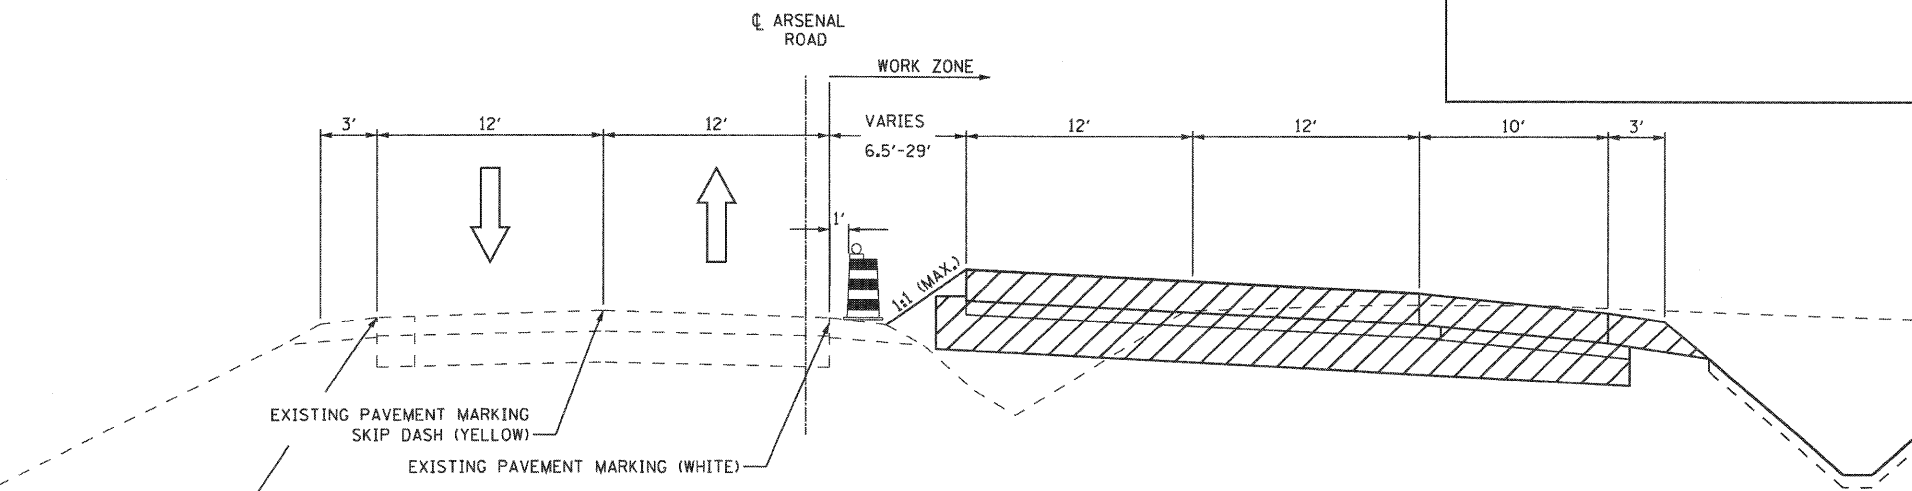 ℄ ARSENAL
ROAD
WORK ZONE
3' 12' 12' VARIES 12' 12' 10' 3'
6.5'-29'
1'
1:1 (MAX.)
EXISTING PAVEMENT MARKING
SKIP DASH (YELLOW)
EXISTING PAVEMENT MARKING (WHITE)